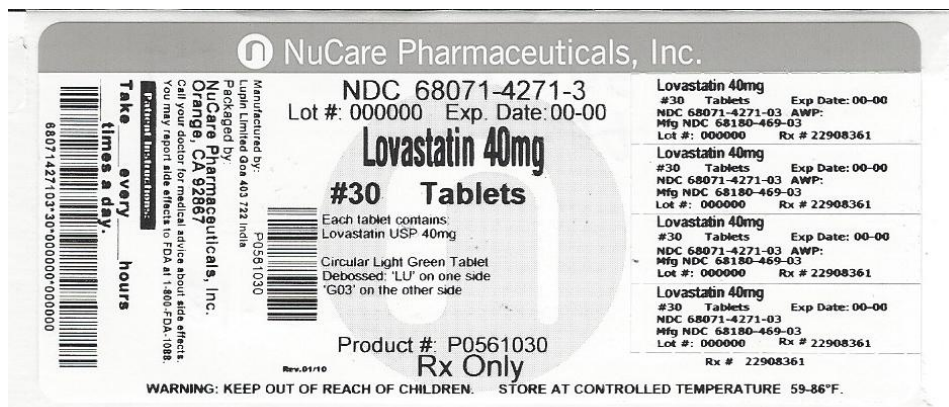 n NuCare Pharmaceuticals, Inc.
NDC 68071-4271-3
Lot #: 000000 Exp. Date:00-00
Lovastatin 40mg
#30 Tablets
Each tablet contains:
Lovastatin USP 40mg
Circular Light Green Tablet
Debossed: 'LU' on one side
'G03' on the other side
Product #: P0561030
Rx Only
Rev.01/10
WARNING: KEEP OUT OF REACH OF CHILDREN. STORE AT CONTROLLED TEMPERATURE 59-86°F.
P0561030
Manufactured by:
Lupin Limited Goa 403 722 India
Packaged by:
NuCare Pharmaceuticals, Inc.
Orange, CA 92867
Call your doctor for medical advice about side effects.
You may report side effects to FDA at 1-800-FDA-1088.
Patient Instructions:
Take____ every____hours
____times a day.
68071427103*30*000000*000000
Lovastatin 40mg
#30 Tablets Exp Date: 00-00
NDC 68071-4271-03 AWP:
Mfg NDC 68180-469-03
Lot #: 000000 Rx # 22908361
Lovastatin 40mg
#30 Tablets Exp Date: 00-00
NDC 68071-4271-03 AWP:
Mfg NDC 68180-469-03
Lot #: 000000 Rx # 22908361
Lovastatin 40mg
#30 Tablets Exp Date: 00-00
NDC 68071-4271-03 AWP:
Mfg NDC 68180-469-03
Lot #: 000000 Rx # 22908361
Lovastatin 40mg
#30 Tablets Exp Date: 00-00
NDC 68071-4271-03
Mfg NDC 68180-469-03
Lot #: 000000 Rx # 22908361
Rx # 22908361